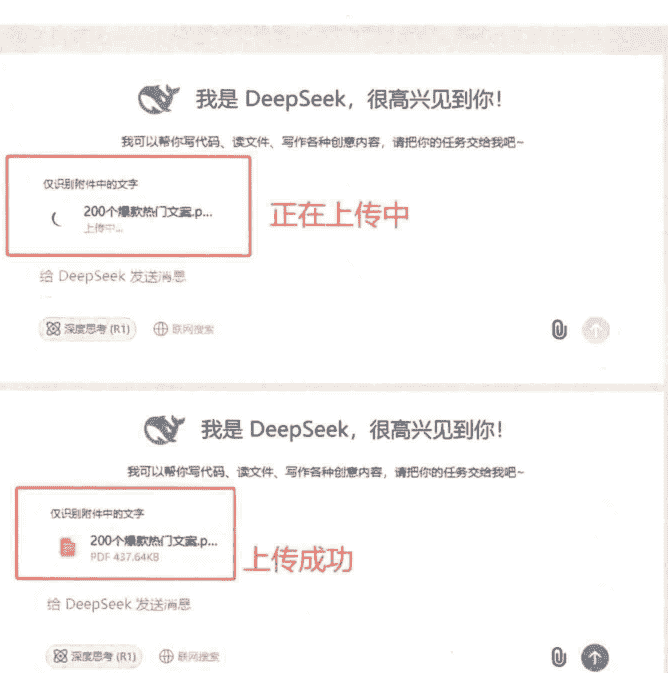 我是 DeepSeek，很高兴见到你！
我可以帮你写代码、读文件、写作各种创意内容，请把你的任务交给我吧~
仅识别附件中的文字
200个爆款热门文案.p...
上传中...
正在上传中
给 DeepSeek 发送消息
深度思考 (R1) 联网搜索
我是 DeepSeek，很高兴见到你！
我可以帮你写代码、读文件、写作各种创意内容，请把你的任务交给我吧~
仅识别附件中的文字
200个爆款热门文案.p...
PDF 437.64KB
上传成功
给 DeepSeek 发送消息
深度思考 (R1) 联网搜索